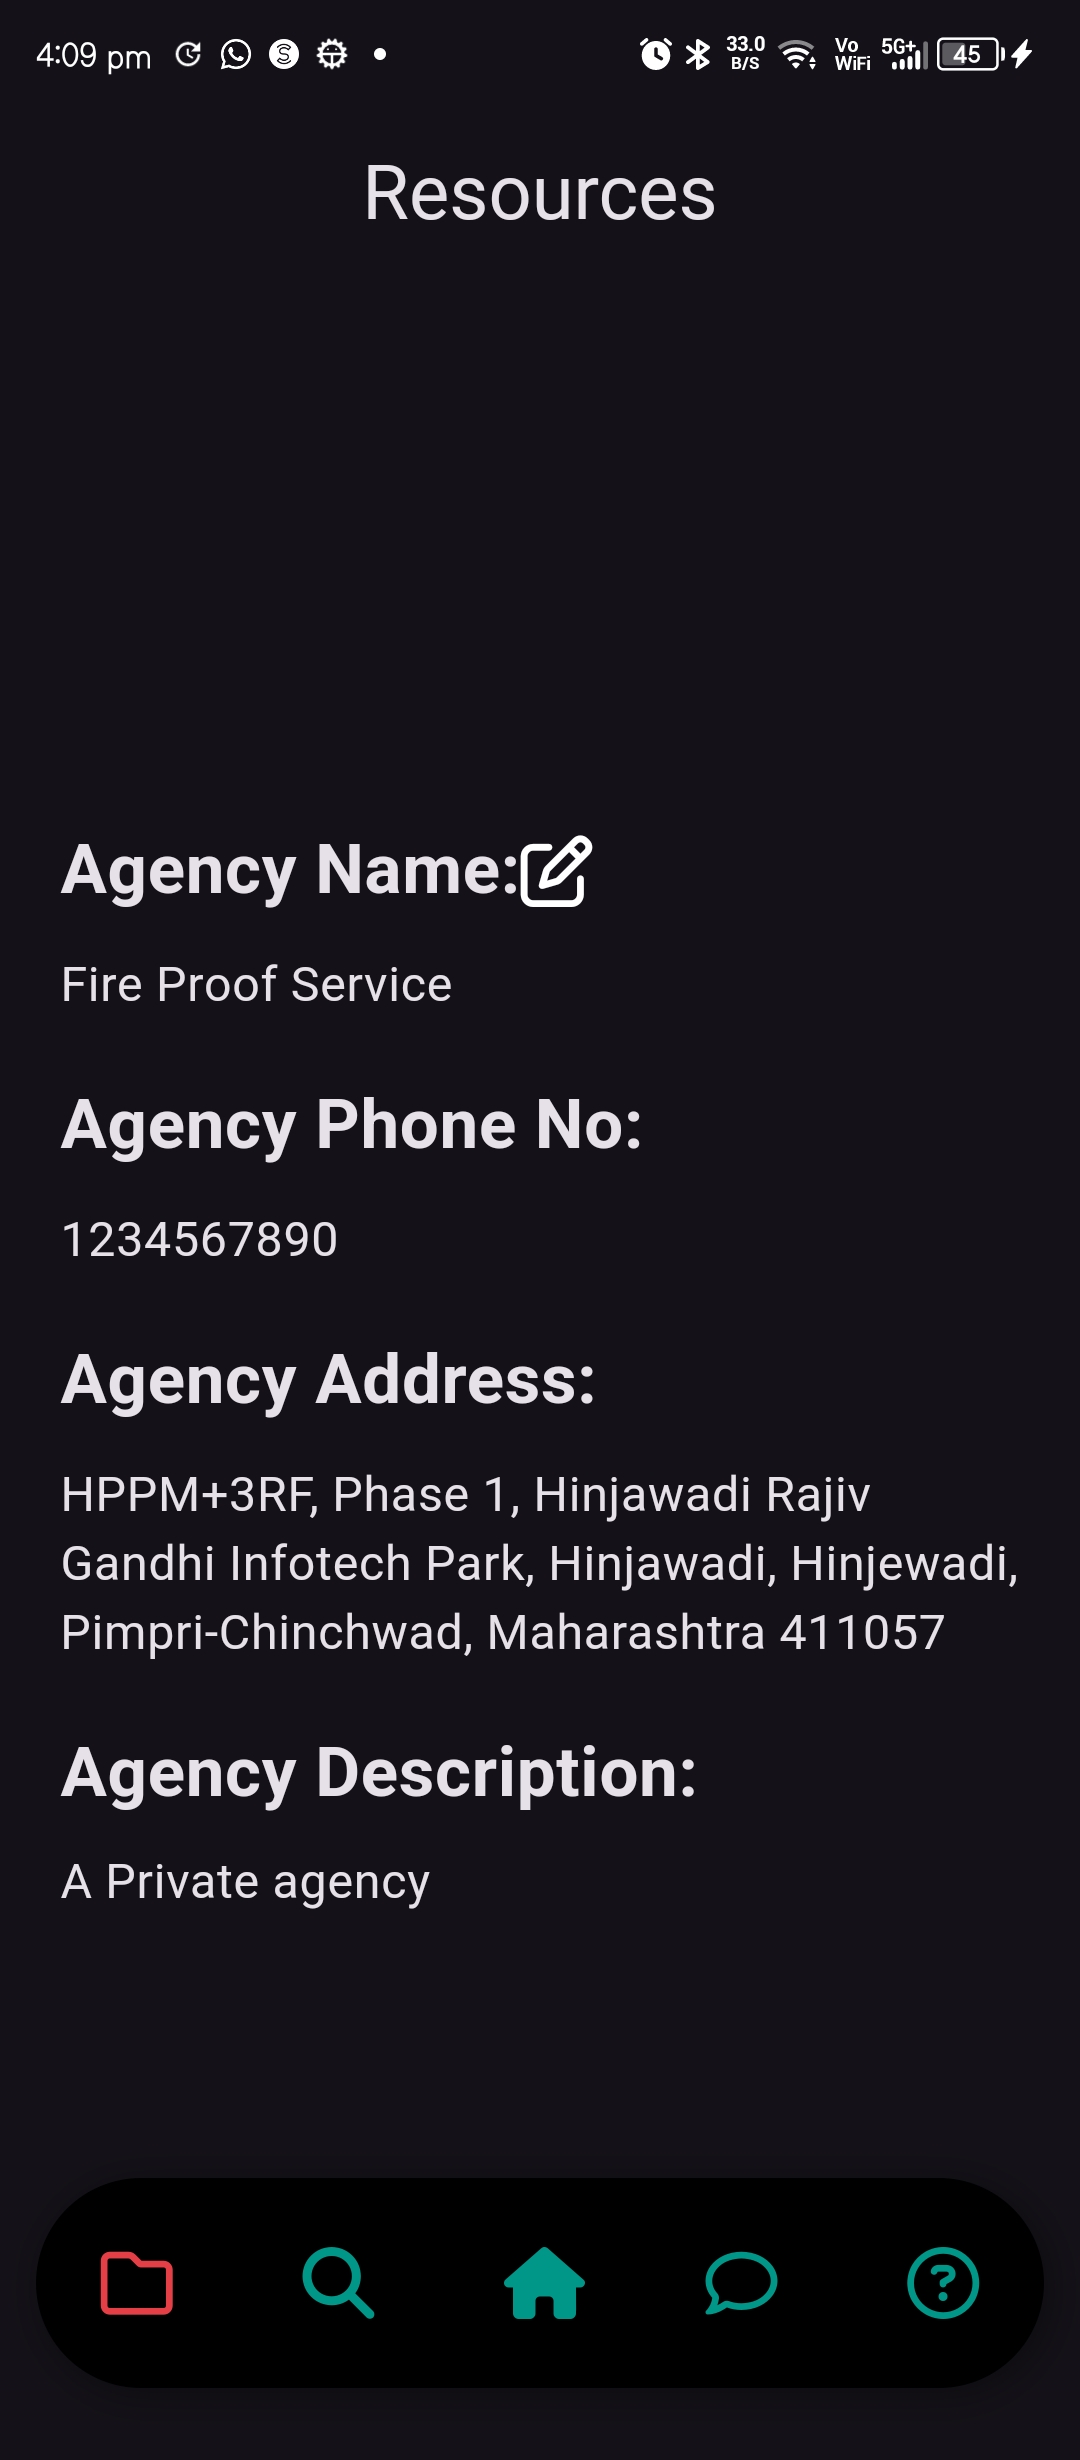 4:09 pm
33.0
B/S
Vo
WiFi
5G+
45
Resources
Agency Name:
Fire Proof Service
Agency Phone No:
1234567890
Agency Address:
HPPM+3RF, Phase 1, Hinjawadi Rajiv
Gandhi Infotech Park, Hinjawadi, Hinjewadi,
Pimpri-Chinchwad, Maharashtra 411057
Agency Description:
A Private agency